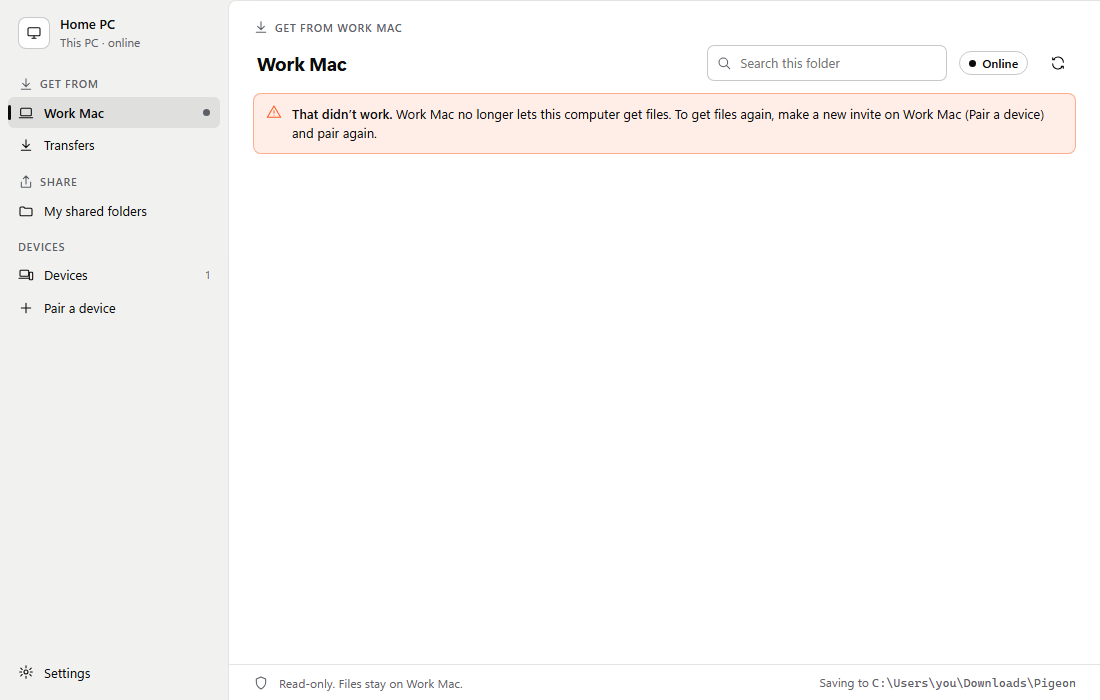 Home PC
This PC · online
GET FROM
Work Mac
Transfers
SHARE
My shared folders
DEVICES
Devices 1
Pair a device
Settings
GET FROM WORK MAC
Work Mac
Search this folder
Online
That didn’t work. Work Mac no longer lets this computer get files. To get files again, make a new invite on Work Mac (Pair a device)
and pair again.
Read-only. Files stay on Work Mac.
Saving to C:\Users\you\Downloads\Pigeon